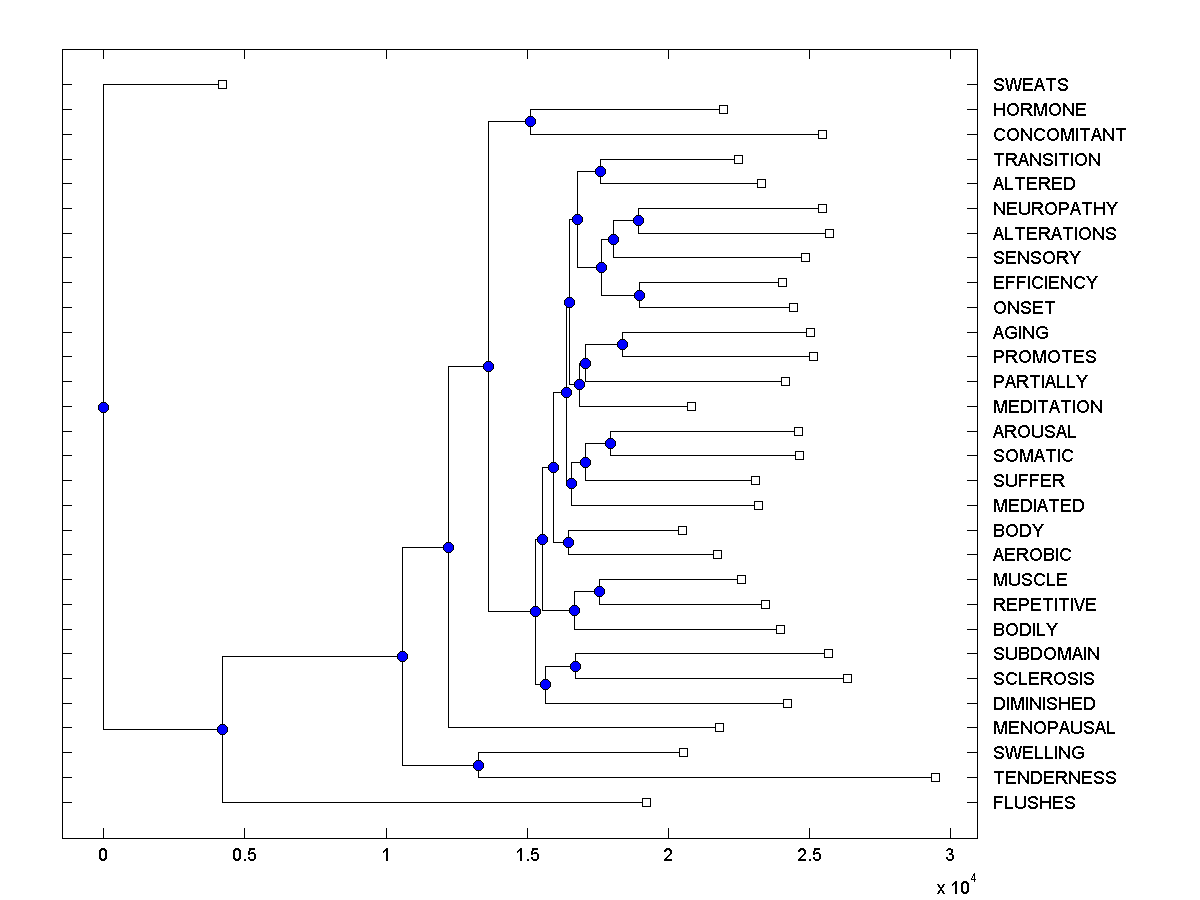 SWEATS
HORMONE
CONCOMITANT
TRANSITION
ALTERED
NEUROPATHY
ALTERATIONS
SENSORY
EFFICIENCY
ONSET
AGING
PROMOTES
PARTIALLY
MEDITATION
AROUSAL
SOMATIC
SUFFER
MEDIATED
BODY
AEROBIC
MUSCLE
REPETITIVE
BODILY
SUBDOMAIN
SCLEROSIS
DIMINISHED
MENOPAUSAL
SWELLING
TENDERNESS
FLUSHES
0 0.5 1 1.5 2 2.5 3
x 10^4